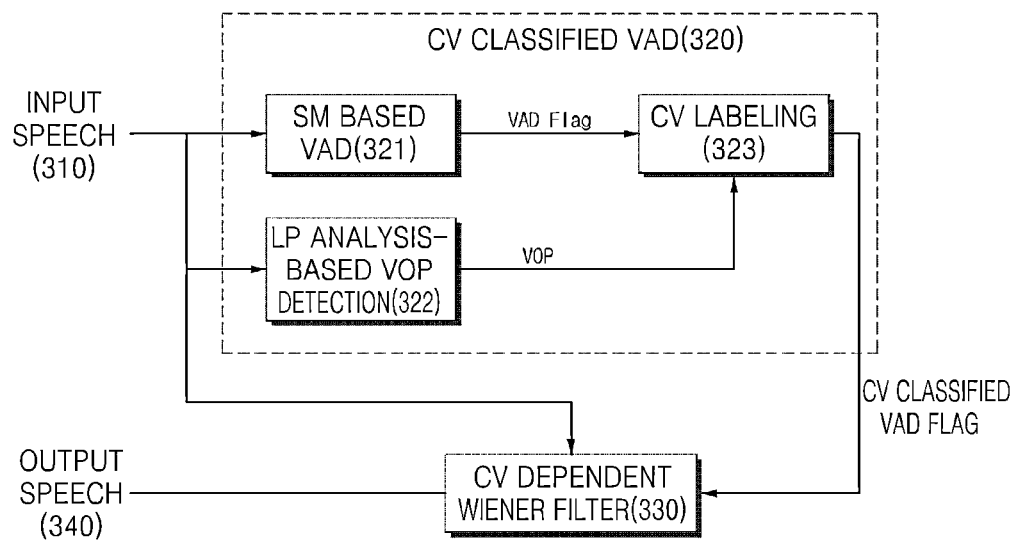 CV CLASSIFIED VAD(320)
INPUT
SPEECH
(310)
SM BASED
VAD(321)
VAD Flag
CV LABELING
(323)
LP ANALYSIS-
BASED VOP
DETECTION(322)
VOP
CV CLASSIFIED
VAD FLAG
OUTPUT
SPEECH
(340)
CV DEPENDENT
WIENER FILTER(330)